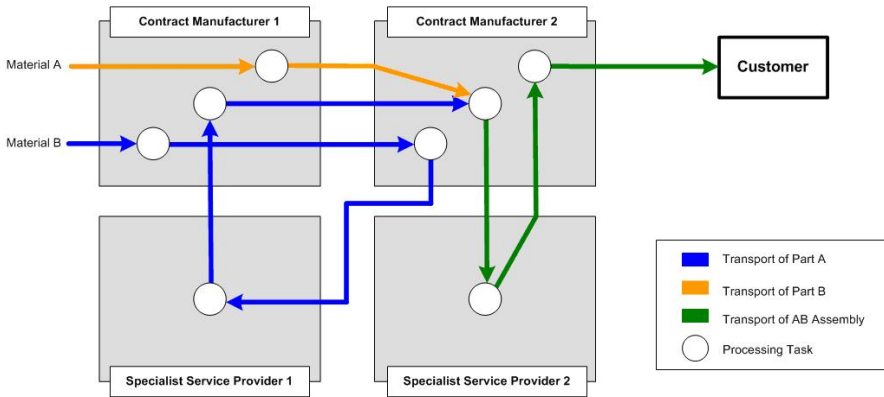 Contract Manufacturer 1
Contract Manufacturer 2
Material A
Customer
Material B
Transport of Part A
Transport of Part B
Transport of AB Assembly
Processing Task
Specialist Service Provider 1
Specialist Service Provider 2